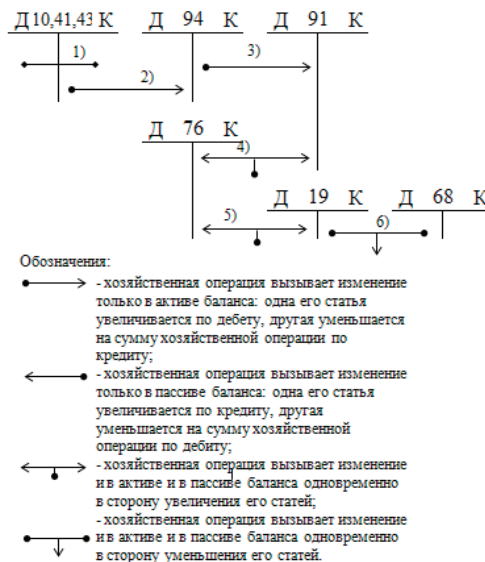 Д 10,41,43 К Д 94 К Д 91 К
1)
3)
2)
Д 76 К
4)
Д 19 К Д 68 К
5)
6)
Обозначения:
- хозяйственная операция вызывает изменение
только в активе баланса: одна его статья
увеличивается по дебету, другая уменьшается
на сумму хозяйственной операции по
кредиту;
- хозяйственная операция вызывает изменение
только в пассиве баланса: одна его статья
увеличивается по кредиту, другая
уменьшается на сумму хозяйственной
операции по дебиту;
- хозяйственная операция вызывает изменение
и в активе и в пассиве баланса одновременно
в сторону увеличения его статей;
- хозяйственная операция вызывает изменение
и в активе и в пассиве баланса одновременно
в сторону уменьшения его статей.